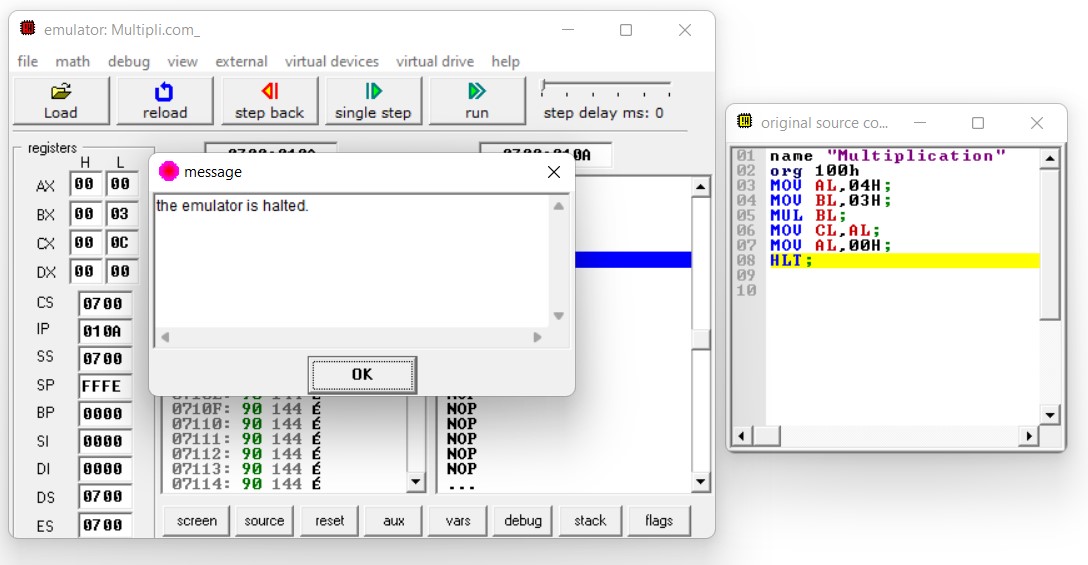 emulator: Multipli.com_
file math debug view external virtual devices virtual drive help
Load reload step back single step run step delay ms: 0
registers
H L
0700:010A 0700:010A
AX 00 00
BX 00 03
CX 00 0C
DX 00 00
CS 0700
IP 010A
SS 0700
SP FFFE
BP 0000
SI 0000
DI 0000
DS 0700
ES 0700
message
the emulator is halted.
OK
0710F: 90 144 É NOP
07110: 90 144 É NOP
07111: 90 144 É NOP
07112: 90 144 É NOP
07113: 90 144 É NOP
07114: 90 144 É ...
screen source reset aux vars debug stack flags
original source co...
01 name "Multiplication"
02 org 100h
03 MOV AL,04H;
04 MOV BL,03H;
05 MUL BL;
06 MOV CL,AL;
07 MOV AL,00H;
08 HLT;
09
10